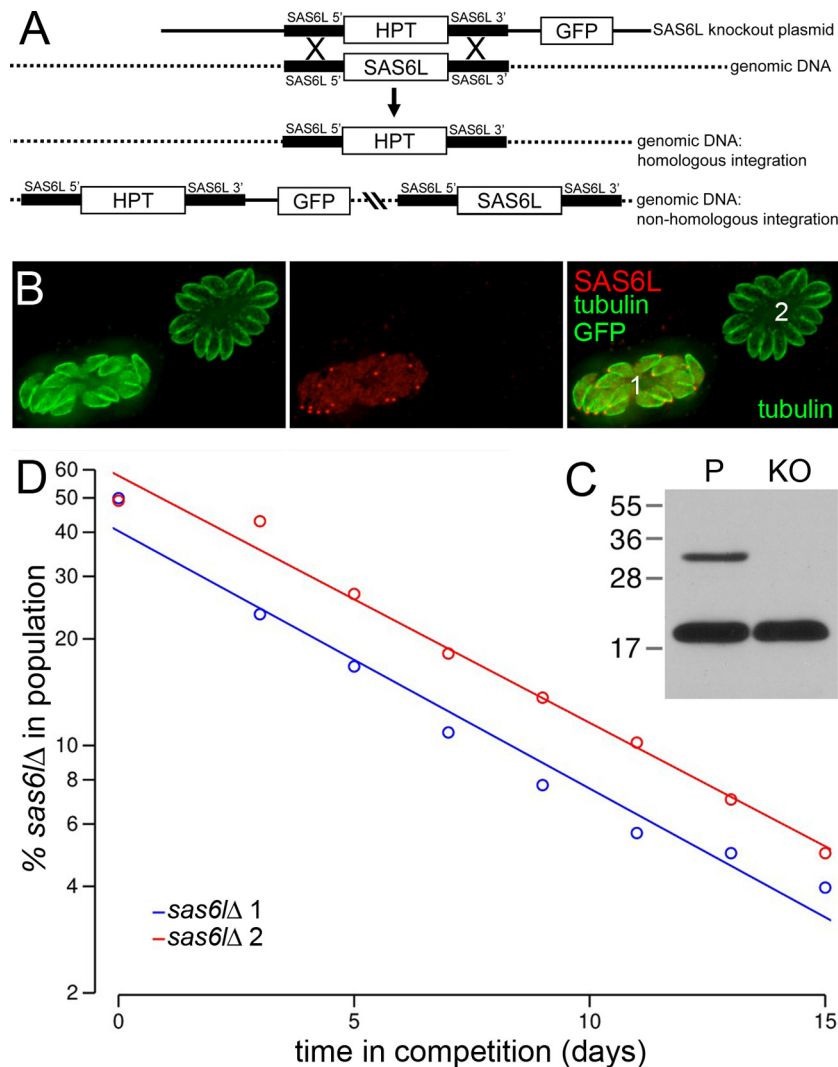 A
SAS6L 5’ HPT SAS6L 3’ GFP SAS6L knockout plasmid
SAS6L 5’ SAS6L SAS6L 3’ genomic DNA
SAS6L 5’ HPT SAS6L 3’ genomic DNA:
homologous integration
SAS6L 5’ HPT SAS6L 3’ GFP SAS6L 5’ SAS6L SAS6L 3’ genomic DNA:
non-homologous integration
B
SAS6L
tubulin
GFP
1
2
tubulin
D
60
50
40
30
20
10
8
6
4
2
% sas6lΔ in population
sas6lΔ 1
sas6lΔ 2
0 5 10 15
time in competition (days)
C
P KO
55
36
28
17